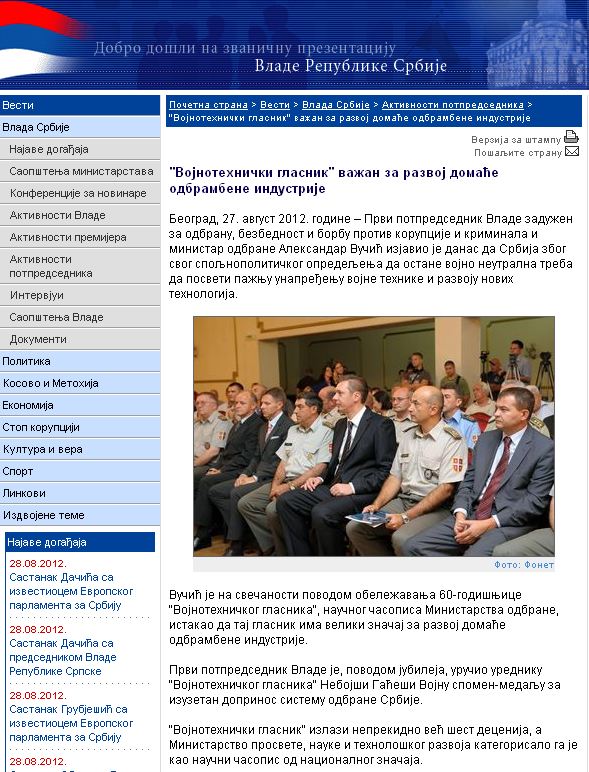 Добро дошли на званичну презентацију
Владе Републике Србије
Вести
Влада Србије
Најаве догађаја
Саопштења министарстава
Конференције за новинаре
Активности Владе
Активности премијера
Активности
потпредседника
Интервјуи
Саопштења Владе
Документи
Политика
Косово и Метохија
Економија
Стоп корупцији
Култура и вера
Спорт
Линкови
Издвојене теме
Најаве догађаја
28.08.2012.
Састанак Дачића са
известиоцем Европског
парламента за Србију
28.08.2012.
Састанак Дачића са
председником Владе
Републике Српске
28.08.2012.
Састанак Грубјешић са
известиоцем Европског
парламента за Србију
28.08.2012.
Почетна страна > Вести > Влада Србије > Активности потпредседника >
"Војнотехнички гласник" важан за развој домаће одбрамбене индустрије
Верзија за штампу
Пошаљите страну
"Војнотехнички гласник" важан за развој домаће
одбрамбене индустрије
Београд, 27. август 2012. године – Први потпредседник Владе задужен
за одбрану, безбедност и борбу против корупције и криминала и
министар одбране Александар Вучић изјавио је данас да Србија због
свог спољнополитичког опредељења да остане војно неутрална треба
да посвети пажњу унапређењу војне технике и развоју нових
технологија.
Фото: Фонет
Вучић је на свечаности поводом обележавања 60-годишњице
"Војнотехничког гласника", научног часописа Министарства одбране,
истакао да тај гласник има велики значај за развој домаће
одбрамбене индустрије.
Први потпредседник Владе је, поводом јубилеја, уручио уреднику
"Војнотехничког гласника" Небојши Гаћеши Војну спомен-медаљу за
изузетан допринос систему одбране Србије.
"Војнотехнички гласник" излази непрекидно већ шест деценија, а
Министарство просвете, науке и технолошког развоја категорисало га је
као научни часопис од националног значаја.